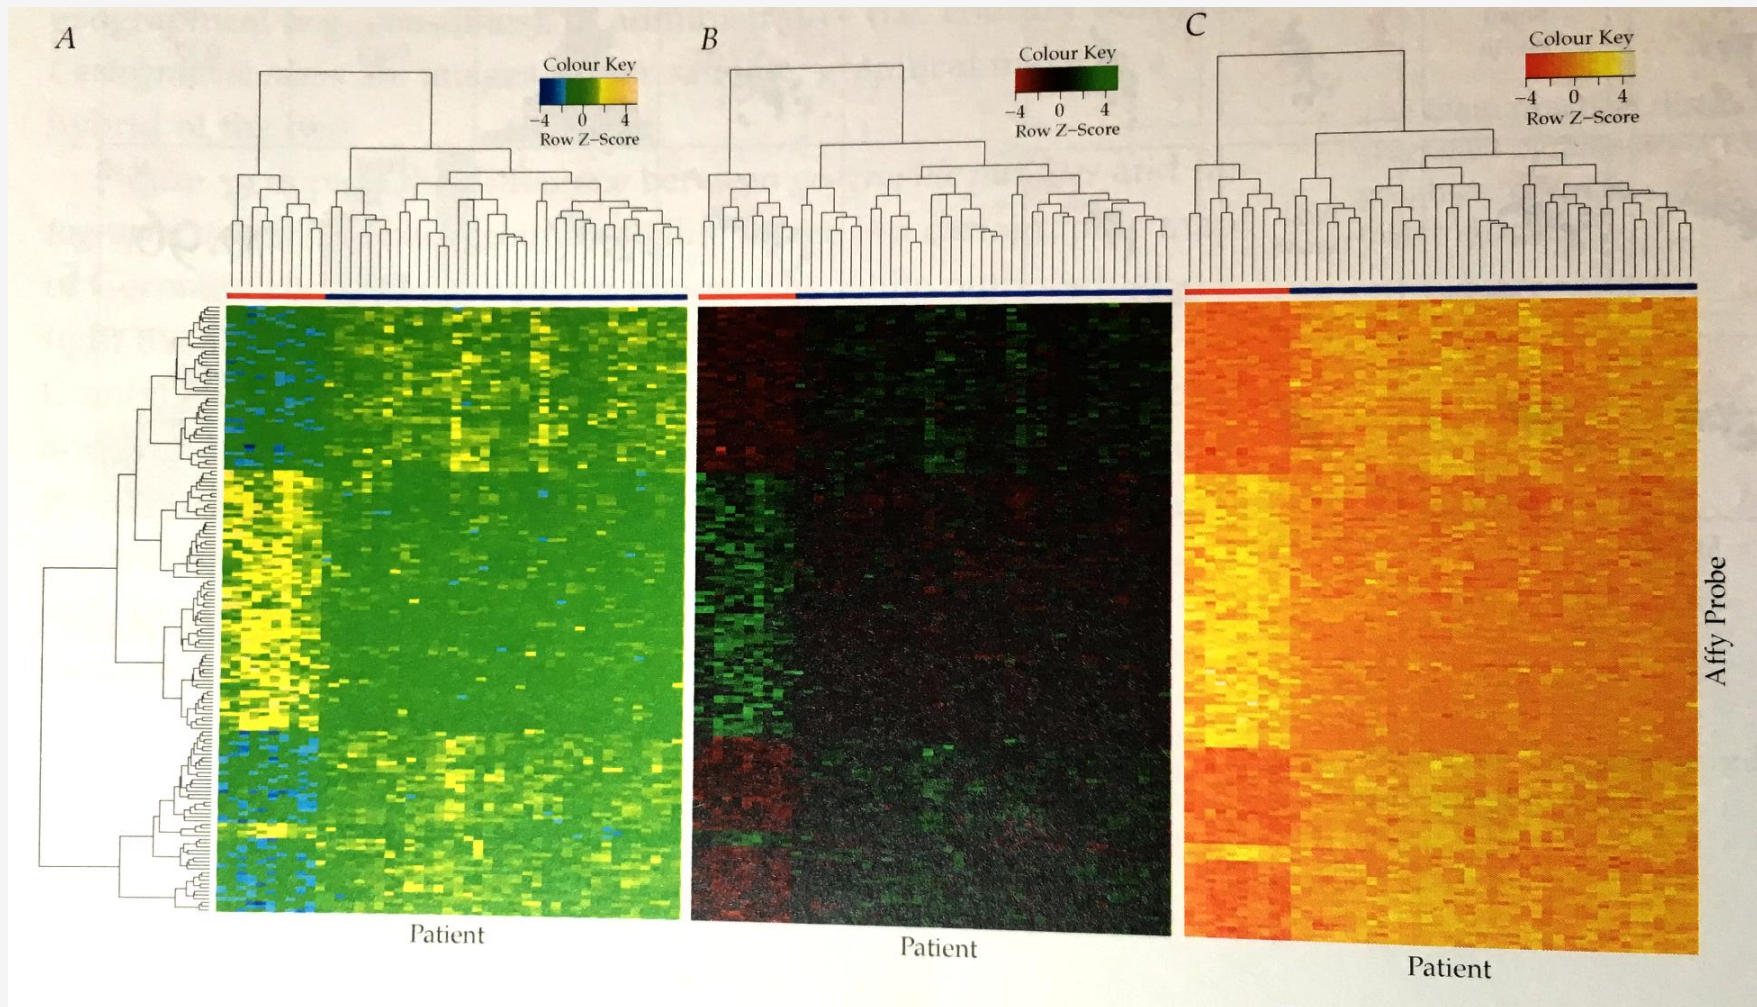 A
Colour Key
−4 0 4
Row Z−Score
B
Colour Key
−4 0 4
Row Z−Score
C
Colour Key
−4 0 4
Row Z−Score
Affy Probe
Patient
Patient
Patient